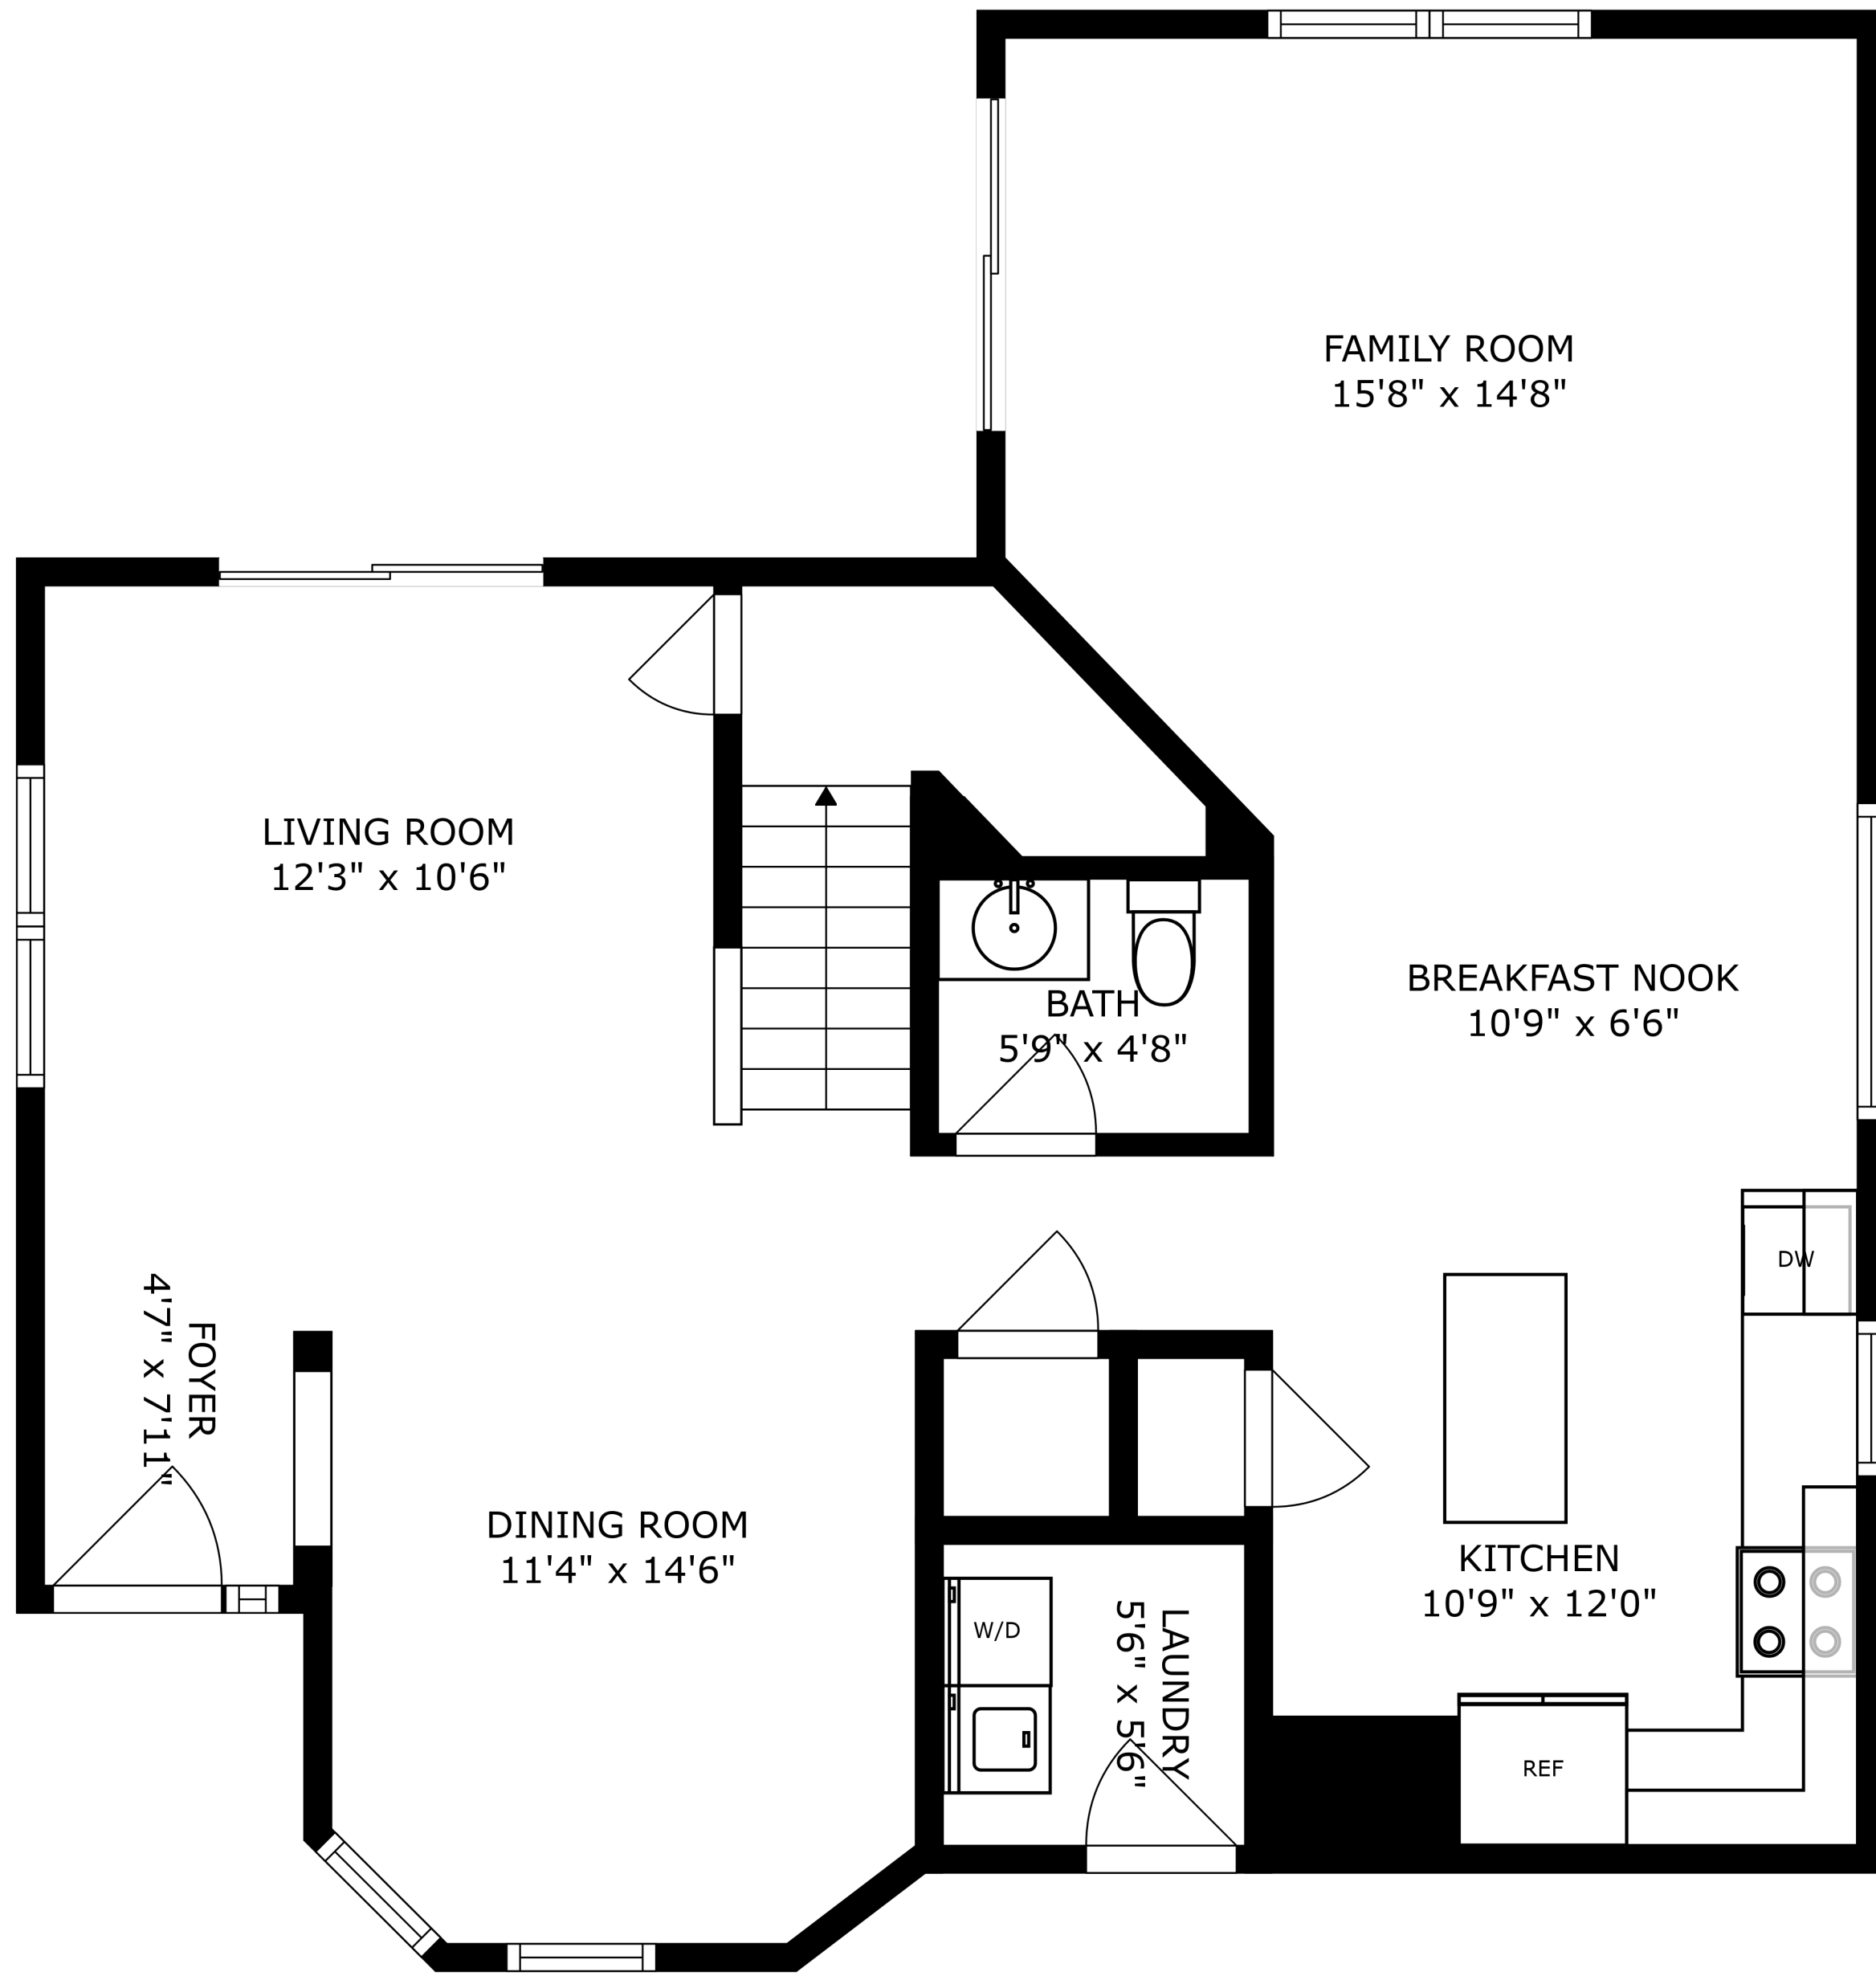 FAMILY ROOM
15'8" x 14'8"
LIVING ROOM
12'3" x 10'6"
BREAKFAST NOOK
10'9" x 6'6"
BATH
5'9" x 4'8"
DW
FOYER
4'7" x 7'11"
DINING ROOM
11'4" x 14'6"
KITCHEN
10'9" x 12'0"
W/D
LAUNDRY
5'6" x 5'6"
REF